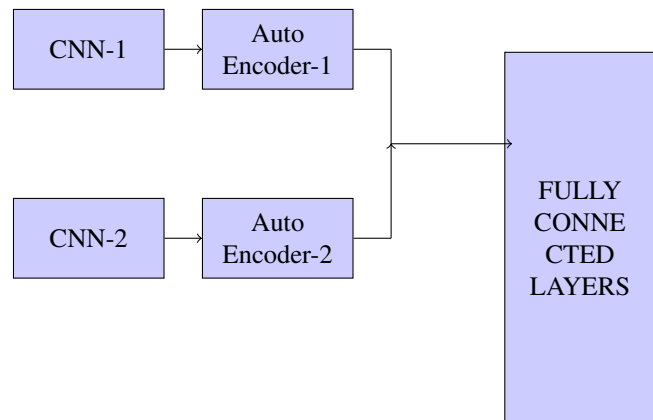 CNN-1
Auto
Encoder-1
CNN-2
Auto
Encoder-2
FULLY
CONNE
CTED
LAYERS